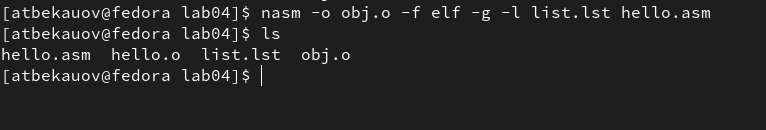 [atbekauov@fedora lab04]$ nasm -o obj.o -f elf -g -l list.lst hello.asm
[atbekauov@fedora lab04]$ ls
hello.asm  hello.o  list.lst  obj.o
[atbekauov@fedora lab04]$